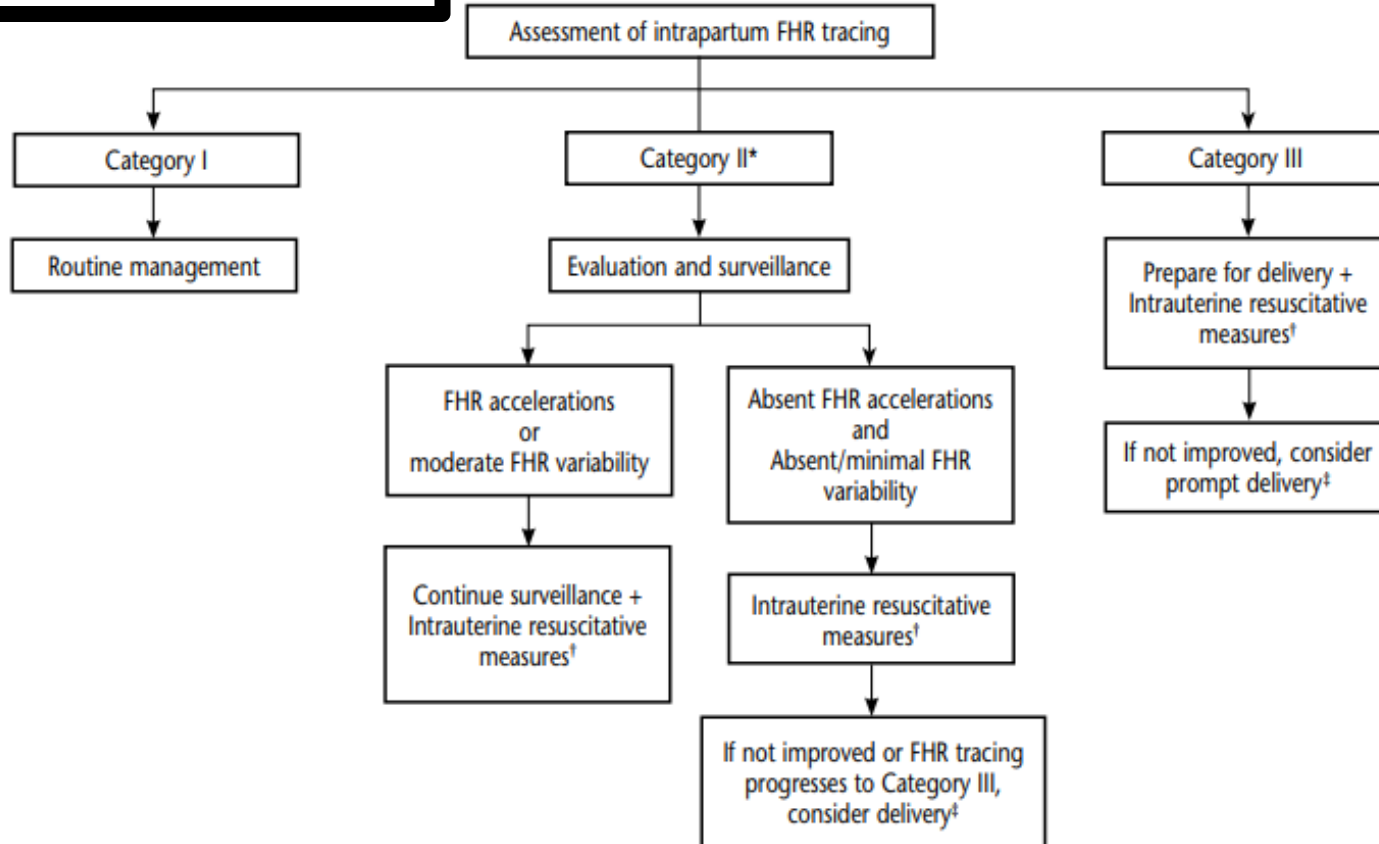 Assessment of intrapartum FHR tracing
Category I
Category II*
Category III
Routine management
Evaluation and surveillance
Prepare for delivery +
Intrauterine resuscitative
measures†
FHR accelerations
or
moderate FHR variability
Absent FHR accelerations
and
Absent/minimal FHR
variability
If not improved, consider
prompt delivery‡
Continue surveillance +
Intrauterine resuscitative
measures†
Intrauterine resuscitative
measures†
If not improved or FHR tracing
progresses to Category III,
consider delivery‡